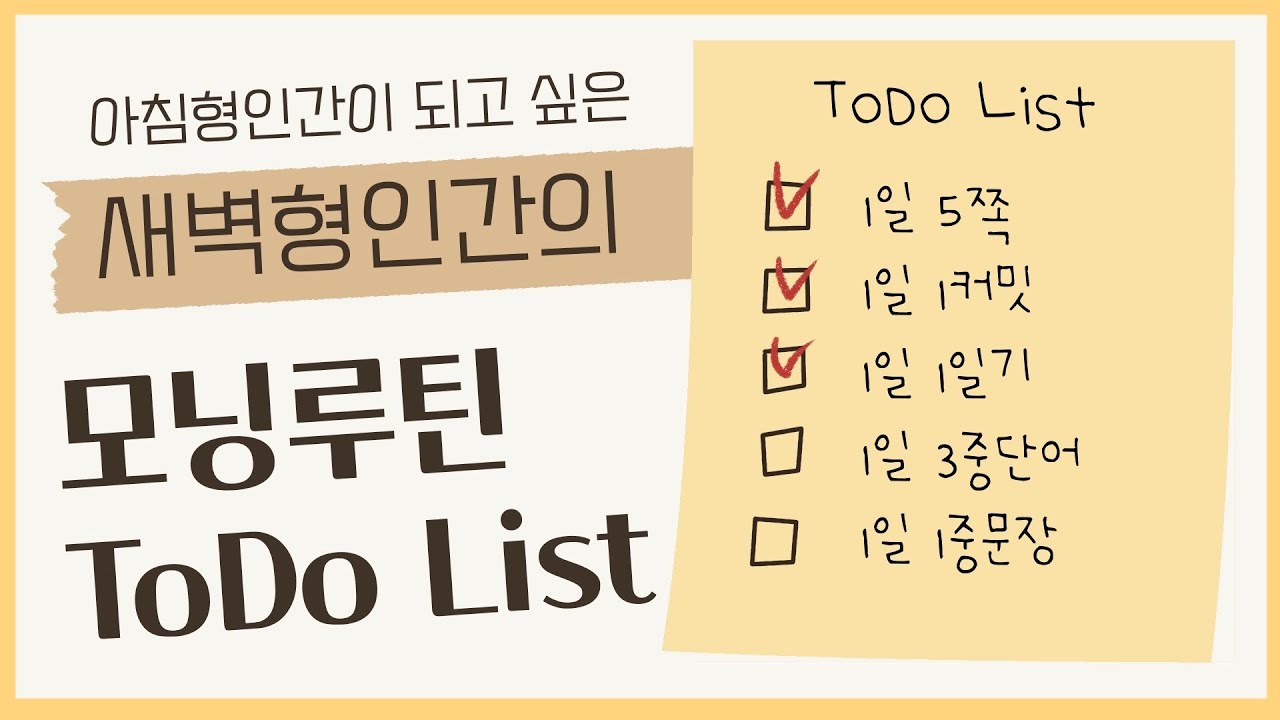 아침형인간이 되고 싶은
새벽형인간의
모닝루틴
ToDo List
ToDo List
1일 5쪽
1일 1커밋
1일 1일기
1일 3중단어
1일 1중문장